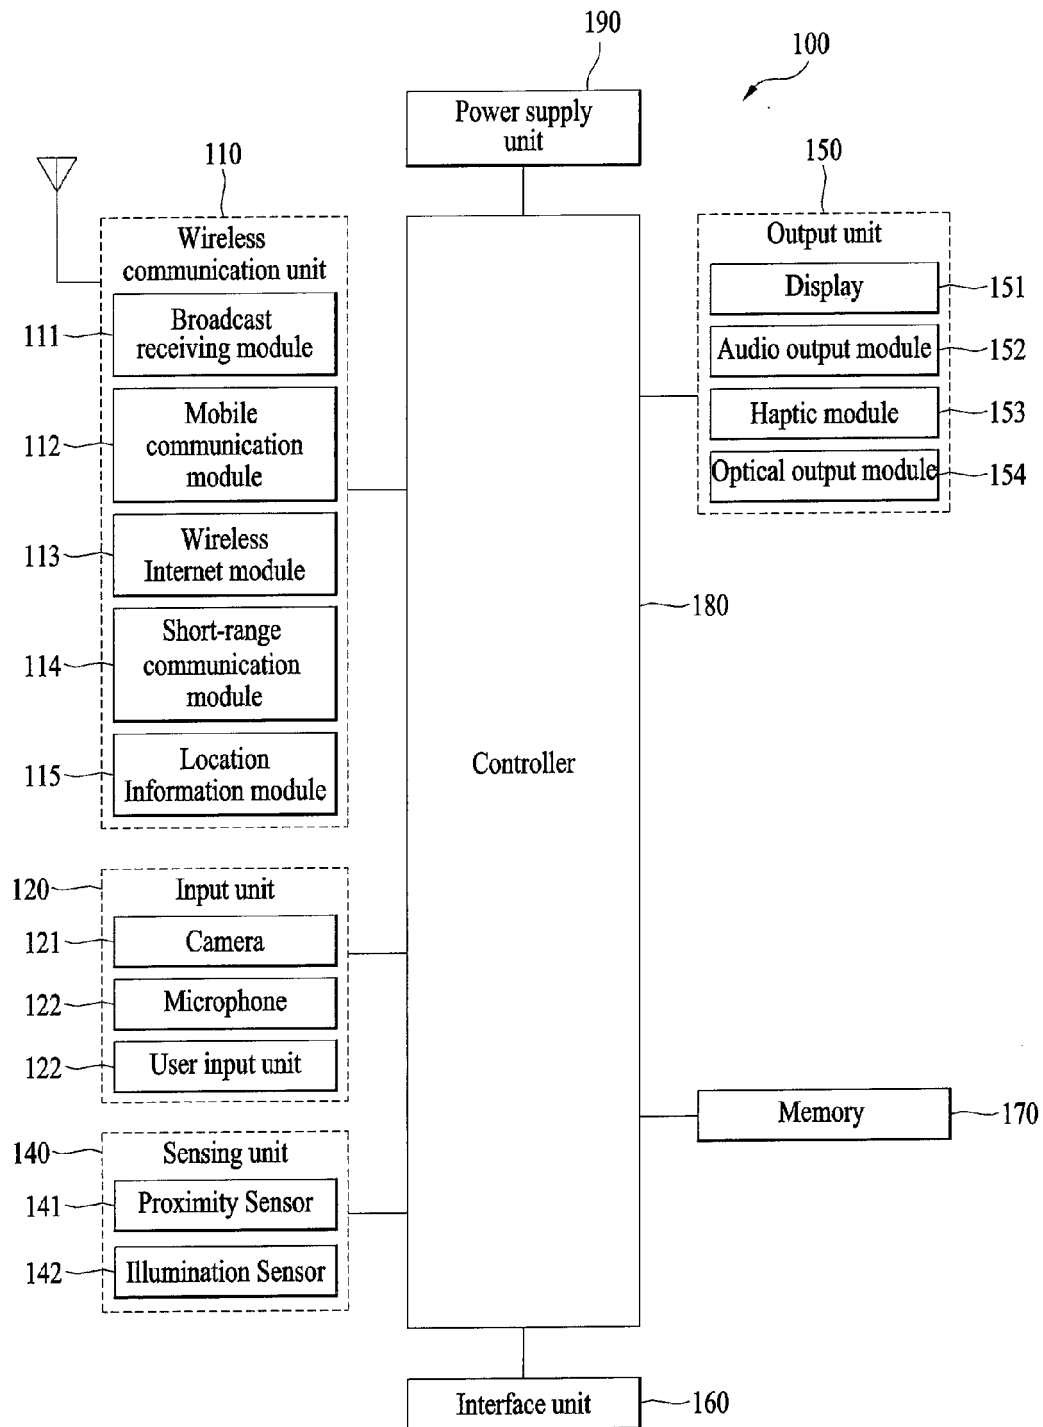 190
100
Power supply
unit
110
150
Wireless
communication unit
111
Broadcast
receiving module
112
Mobile
communication
module
113
Wireless
Internet module
114
Short-range
communication
module
115
Location
Information module
Output unit
Display
151
Audio output module
152
Haptic module
153
Optical output module
154
180
Controller
120
Input unit
121
Camera
122
Microphone
122
User input unit
Memory
170
140
Sensing unit
141
Proximity Sensor
142
Illumination Sensor
Interface unit
160